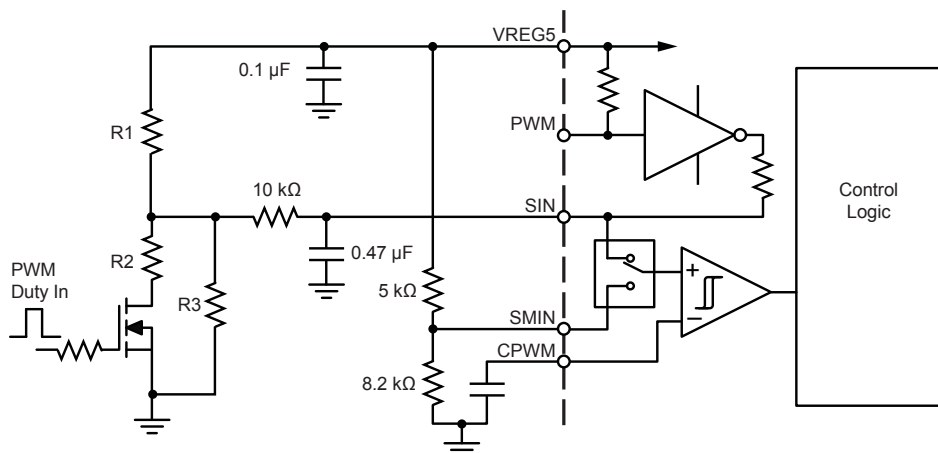 VREG5
0.1 µF
R1
PWM
10 kΩ
SIN
Control
Logic
R2
0.47 µF
PWM
Duty In
R3
5 kΩ
+
SMIN
–
CPWM
8.2 kΩ